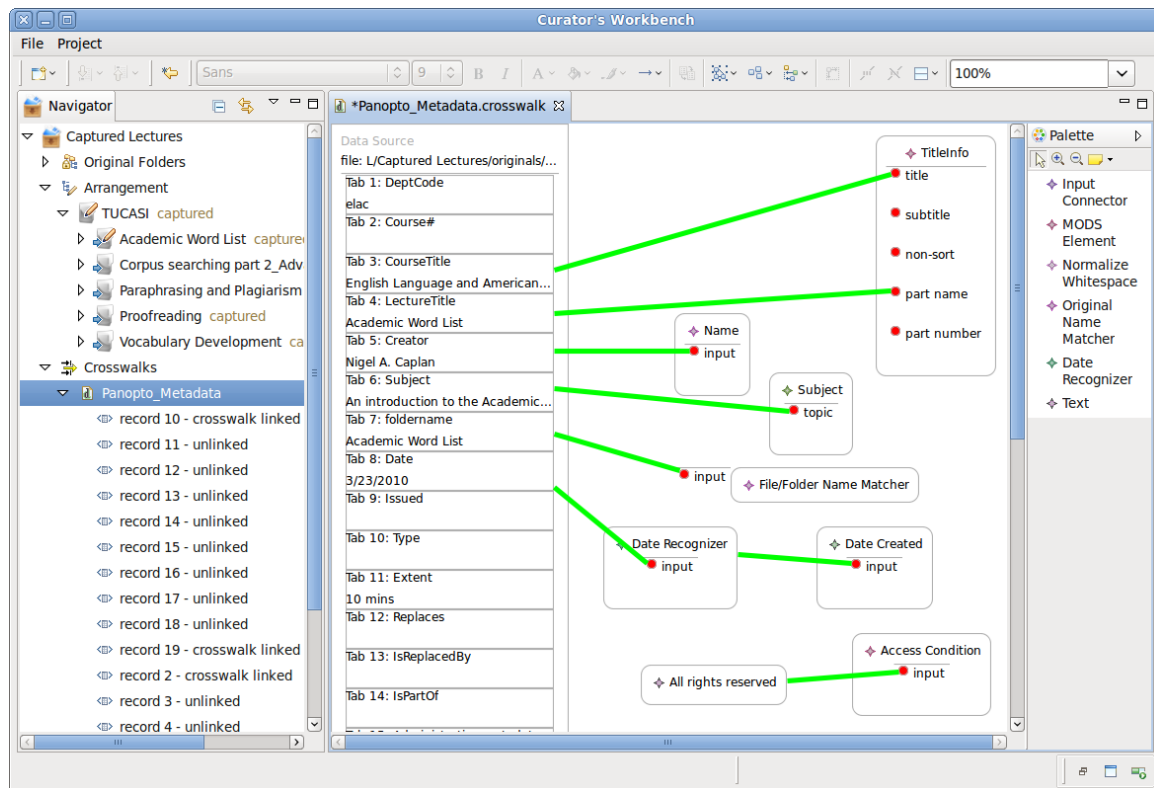 Curator's Workbench
File Project
Sans 9 B I A 100%
Navigator
Captured Lectures
Original Folders
Arrangement
TUCASI captured
Academic Word List capture
Corpus searching part 2_Adv
Paraphrasing and Plagiarism
Proofreading captured
Vocabulary Development ca
Crosswalks
Panopto_Metadata
record 10 - crosswalk linked
record 11 - unlinked
record 12 - unlinked
record 13 - unlinked
record 14 - unlinked
record 15 - unlinked
record 16 - unlinked
record 17 - unlinked
record 18 - unlinked
record 19 - crosswalk linked
record 2 - crosswalk linked
record 3 - unlinked
record 4 - unlinked
*Panopto_Metadata.crosswalk
Data Source
file: L/Captured Lectures/originals/...
Tab 1: DeptCode
elac
Tab 2: Course#
Tab 3: CourseTitle
English Language and American...
Tab 4: LectureTitle
Academic Word List
Tab 5: Creator
Nigel A. Caplan
Tab 6: Subject
An introduction to the Academic...
Tab 7: foldername
Academic Word List
Tab 8: Date
3/23/2010
Tab 9: Issued
Tab 10: Type
Tab 11: Extent
10 mins
Tab 12: Replaces
Tab 13: IsReplacedBy
Tab 14: IsPartOf
TitleInfo
title
subtitle
non-sort
part name
part number
Name
input
Subject
topic
input
File/Folder Name Matcher
Date Recognizer
input
Date Created
input
Access Condition
input
All rights reserved
Palette
Input
Connector
MODS
Element
Normalize
Whitespace
Original
Name
Matcher
Date
Recognizer
Text